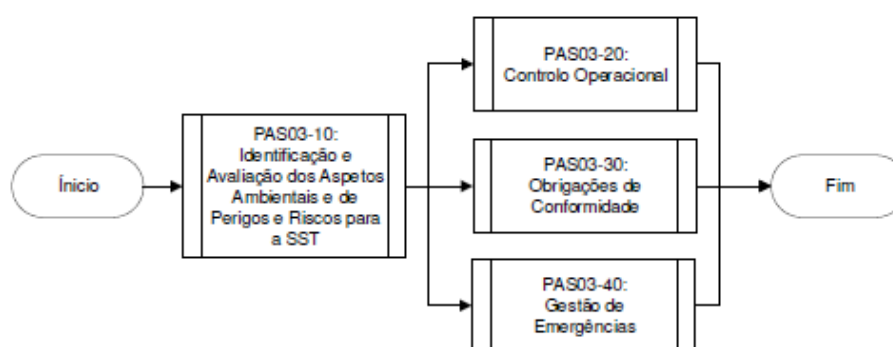 Ínicio
PAS03-10:
Identificação e
Avaliação dos Aspetos
Ambientais e de
Perigos e Riscos para
a SST
PAS03-20:
Controlo Operacional
PAS03-30:
Obrigações de
Conformidade
PAS03-40:
Gestão de
Emergências
Fim